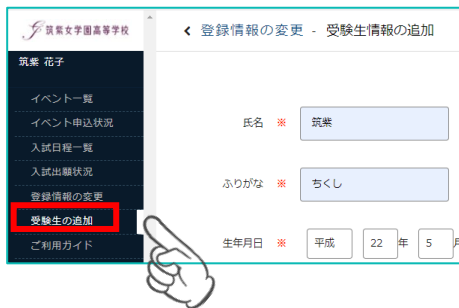 筑紫女学園高等学校
筑紫 花子
イベント一覧
イベント申込状況
入試日程一覧
入試出願状況
登録情報の変更
受験生の追加
ご利用ガイド
登録情報の変更 - 受験生情報の追加
氏名 ※ 筑紫
ふりがな ※ ちくし
生年月日 ※ 平成 22 年 5 月